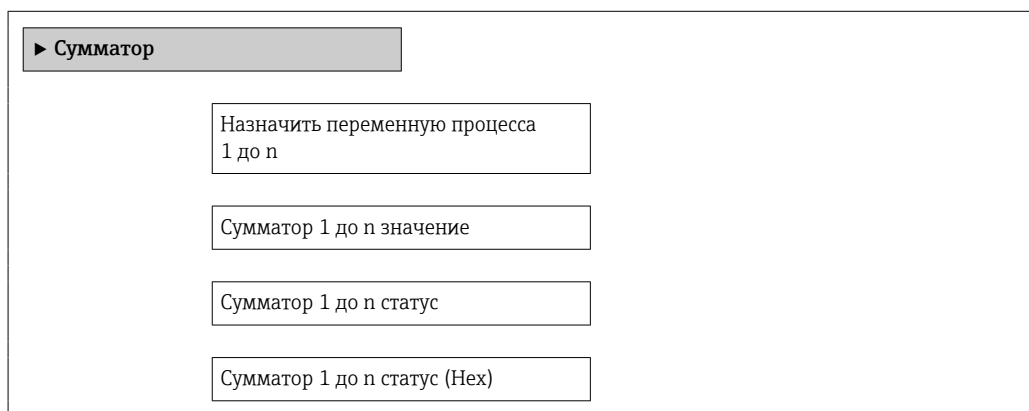 ▶ Сумматор
Назначить переменную процесса
1 до n
Сумматор 1 до n значение
Сумматор 1 до n статус
Сумматор 1 до n статус (Hex)